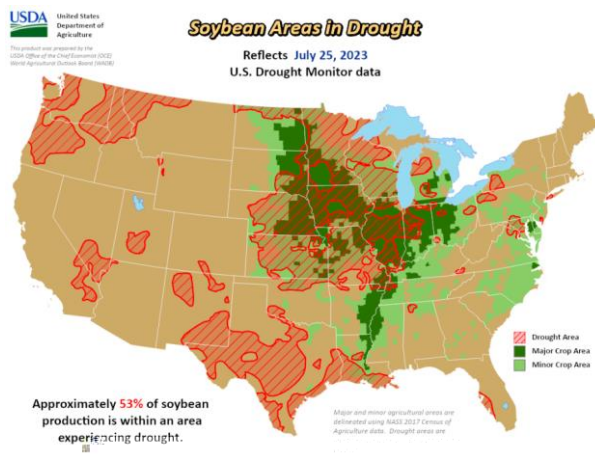 USDA
United States
Department of
Agriculture
This product was prepared by the
USDA Office of the Chief Economist (OCE)
World Agricultural Outlook Board (WAOB)
Soybean Areas in Drought
Reflects July 25, 2023
U.S. Drought Monitor data
Drought Area
Major Crop Area
Minor Crop Area
Approximately 53% of soybean
production is within an area
experiencing drought.
Major and minor agricultural areas are
delineated using NASS 2017 Census of
Agriculture data. Drought areas are